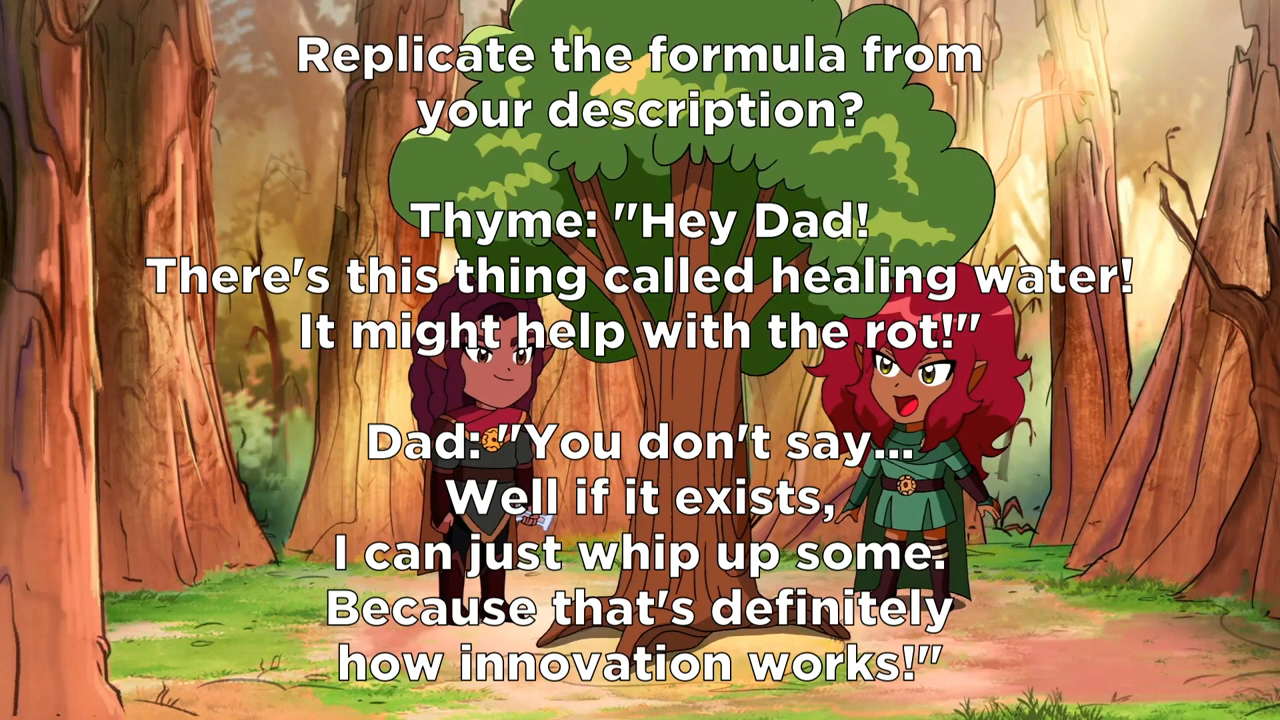 Replicate the formula from
your description?
Thyme: "Hey Dad!
There's this thing called healing water!
It might help with the rot!"
Dad: "You don't say...
Well if it exists,
I can just whip up some.
Because that's definitely
how innovation works!"